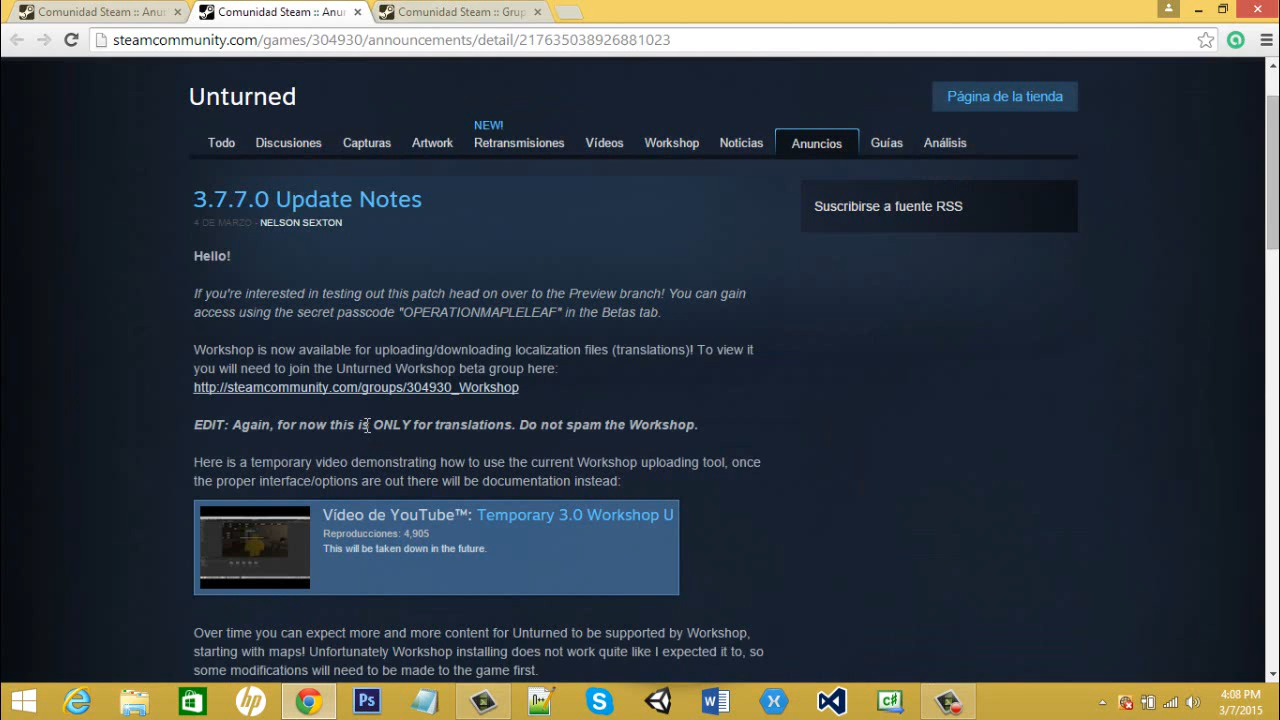 Comunidad Steam :: Anu
Comunidad Steam :: Anun
Comunidad Steam :: Grup
steamcommunity.com/games/304930/announcements/detail/217635038926881023
Unturned
Página de la tienda
NEW!
Todo Discusiones Capturas Artwork Retransmisiones Vídeos Workshop Noticias Anuncios Guías Análisis
3.7.7.0 Update Notes
4 DE MARZO - NELSON SEXTON
Suscribirse a fuente RSS
Hello!
If you're interested in testing out this patch head on over to the Preview branch! You can gain
access using the secret passcode "OPERATIONMAPLELEAF" in the Betas tab.
Workshop is now available for uploading/downloading localization files (translations)! To view it
you will need to join the Unturned Workshop beta group here:
http://steamcommunity.com/groups/304930_Workshop
EDIT: Again, for now this is ONLY for translations. Do not spam the Workshop.
Here is a temporary video demonstrating how to use the current Workshop uploading tool, once
the proper interface/options are out there will be documentation instead:
Vídeo de YouTube™: Temporary 3.0 Workshop U
Reproducciones: 4,905
This will be taken down in the future.
Over time you can expect more and more content for Unturned to be supported by Workshop,
starting with maps! Unfortunately Workshop installing does not work quite like I expected it to, so
some modifications will need to be made to the game first.
4:08 PM
3/7/2015